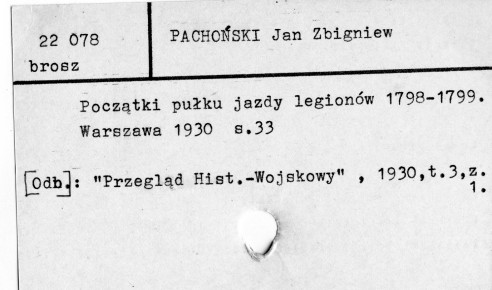 22 078
brosz
PACHOŃSKI Jan Zbigniew
Początki pułku jazdy legionów 1798-1799.
Warszawa 1930 s.33
[Odb.]: "Przegląd Hist.-Wojskowy" , 1930,t.3,z.
1.